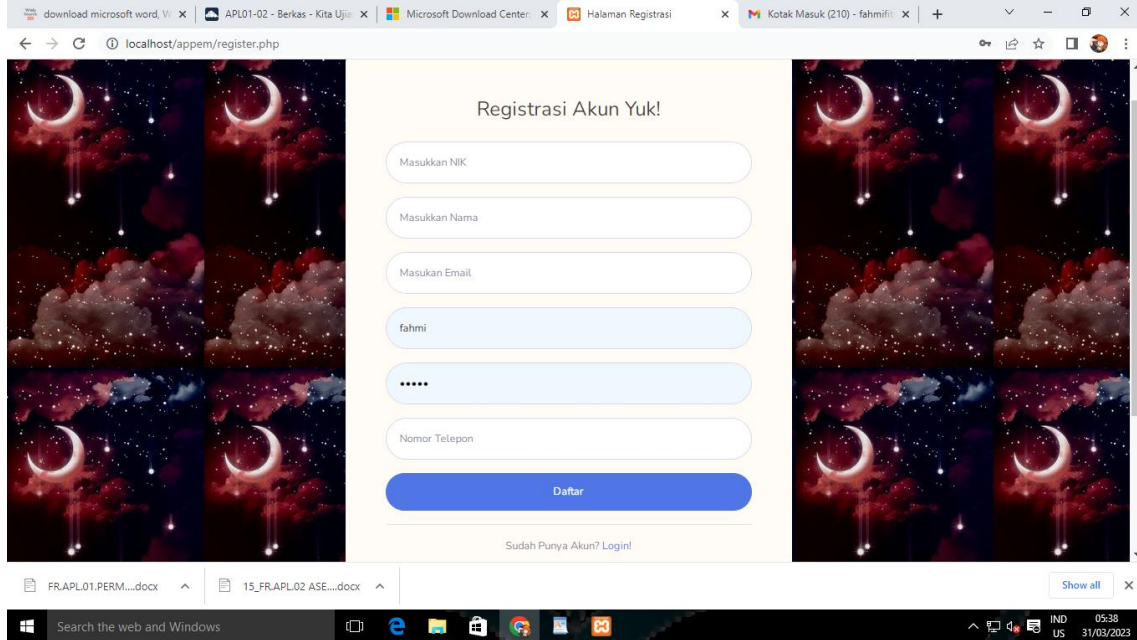 download microsoft word, W
APL01-02 - Berkas - Kita Ujia
Microsoft Download Center:
Halaman Registrasi
Kotak Masuk (210) - fahmifit
localhost/appem/register.php
Registrasi Akun Yuk!
Masukkan NIK
Masukkan Nama
Masukan Email
fahmi
•••••
Nomor Telepon
Daftar
Sudah Punya Akun? Login!
FR.APL.01.PERM....docx
15_FR.APL.02 ASE....docx
Show all
Search the web and Windows
IND
US
05:38
31/03/2023